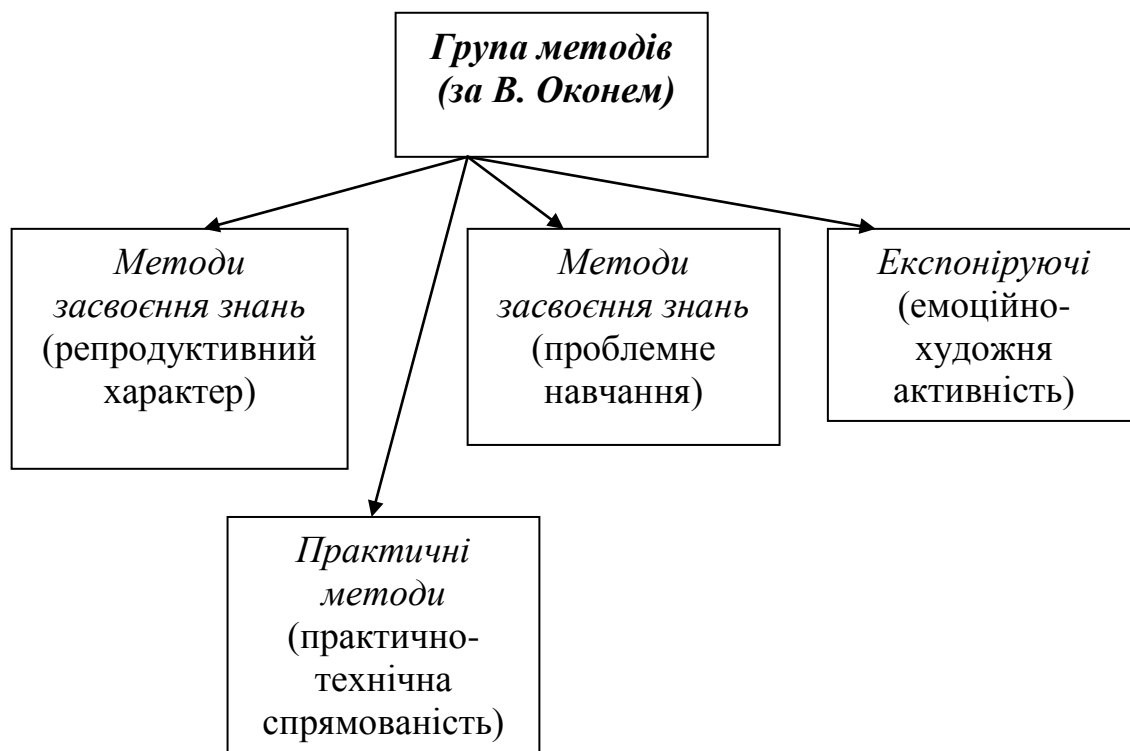 Група методів
(за В. Оконем)
Методи
засвоєння знань
(репродуктивний
характер)
Методи
засвоєння знань
(проблемне
навчання)
Експоніруючі
(емоційно-
художня
активність)
Практичні
методи
(практично-
технічна
спрямованість)